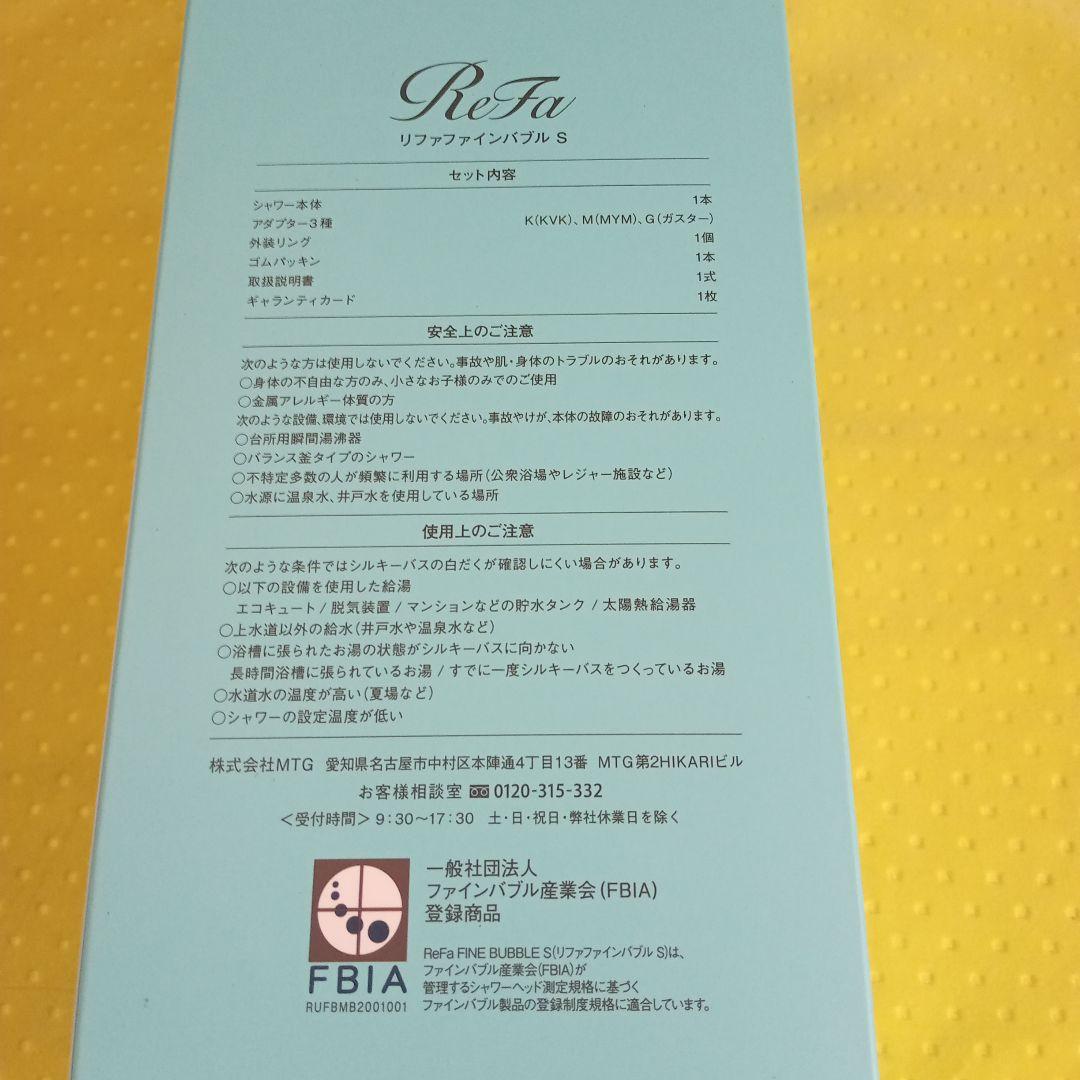 ReFa
リファファインバブル S
セット内容
シャワー本体 1本
アダプター3種 K(KVK)、M(MYM)、G(ガスター)
外装リング 1個
ゴムパッキン 1本
取扱説明書 1式
ギャランティカード 1枚
安全上のご注意
次のような方は使用しないでください。事故や肌・身体のトラブルのおそれがあります。
○身体の不自由な方のみ、小さなお子様のみでのご使用
○金属アレルギー体質の方
次のような設備、環境では使用しないでください。事故やけが、本体の故障のおそれがあります。
○台所用瞬間湯沸器
○バランス釜タイプのシャワー
○不特定多数の人が頻繁に利用する場所(公衆浴場やレジャー施設など)
○水源に温泉水、井戸水を使用している場所
使用上のご注意
次のような条件ではシルキーバスの白だくが確認しにくい場合があります。
○以下の設備を使用した給湯
エコキュート / 脱気装置 / マンションなどの貯水タンク / 太陽熱給湯器
○上水道以外の給水(井戸水や温泉水など)
○浴槽に張られたお湯の状態がシルキーバスに向かない
長時間浴槽に張られているお湯 / すでに一度シルキーバスをつくっているお湯
○水道水の温度が高い(夏場など)
○シャワーの設定温度が低い
株式会社MTG 愛知県名古屋市中村区本陣通4丁目13番 MTG第2HIKARIビル
お客様相談室 0120-315-332
<受付時間> 9:30〜17:30 土・日・祝日・弊社休業日を除く
一般社団法人
ファインバブル産業会(FBIA)
登録商品
FBIA
RUFBMB2001001
ReFa FINE BUBBLE S(リファファインバブル S)は、
ファインバブル産業会(FBIA)が
管理するシャワーヘッド測定規格に基づく
ファインバブル製品の登録制度規格に適合しています。